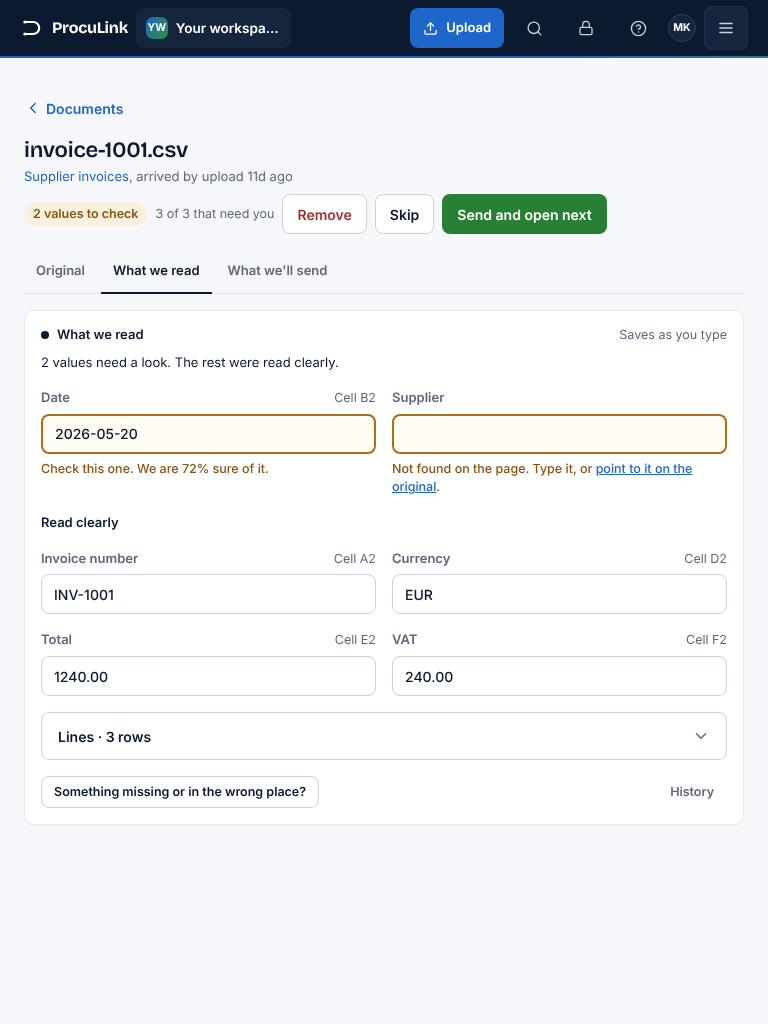 ProcuLink
YW Your workspa...
Upload
MK
Documents
invoice-1001.csv
Supplier invoices, arrived by upload 11d ago
2 values to check 3 of 3 that need you Remove Skip Send and open next
Original What we read What we'll send
What we read Saves as you type
2 values need a look. The rest were read clearly.
Date Cell B2 Supplier
2026-05-20
Check this one. We are 72% sure of it. Not found on the page. Type it, or point to it on the
original.
Read clearly
Invoice number Cell A2 Currency Cell D2
INV-1001 EUR
Total Cell E2 VAT Cell F2
1240.00 240.00
Lines · 3 rows
Something missing or in the wrong place? History